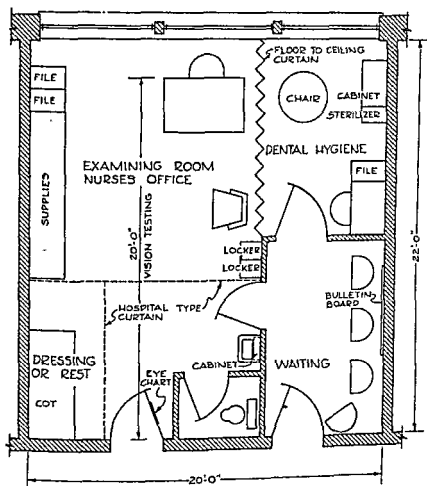 FLOOR TO CEILING
CURTAIN
FILE
FILE
CHAIR
CABINET
STERILIZER
EXAMINING ROOM
NURSES OFFICE
DENTAL HYGIENE
FILE
SUPPLIES
20'-0"
VISION TESTING
22'-0"
LOCKER
LOCKER
HOSPITAL TYPE
CURTAIN
BULLETIN
BOARD
DRESSING
OR REST
EYE
CHART
CABINET
WAITING
COT
20'-0"